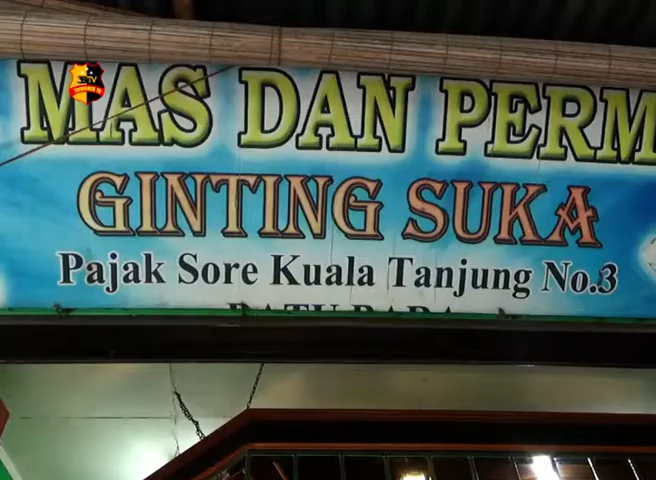 MAS DAN PERM
GINTING SUKA
Pajak Sore Kuala Tanjung No.3